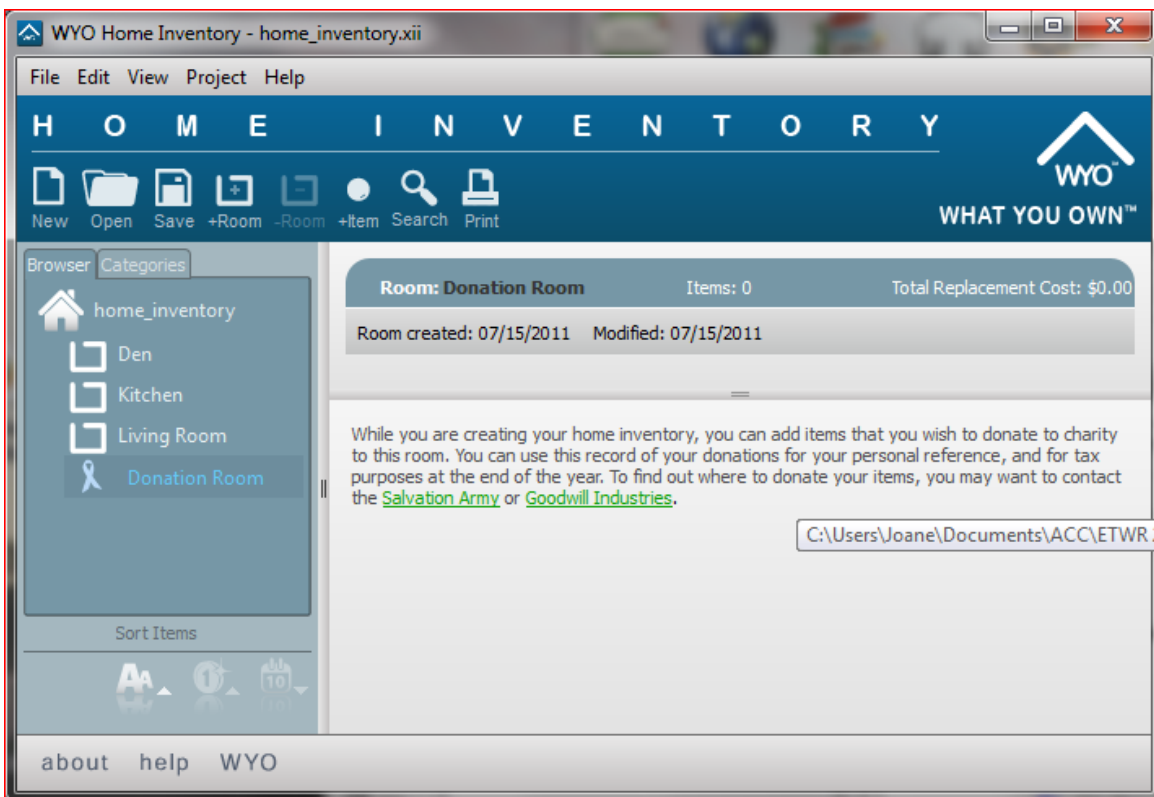 WYO Home Inventory - home_inventory.xii
File Edit View Project Help
HOME INVENTORY
WYO™
WHAT YOU OWN™
New Open Save +Room -Room +Item Search Print
Browser Categories
home_inventory
Den
Kitchen
Living Room
Donation Room
Sort Items
AA 1 10
Room: Donation Room Items: 0 Total Replacement Cost: $0.00
Room created: 07/15/2011 Modified: 07/15/2011
While you are creating your home inventory, you can add items that you wish to donate to charity
to this room. You can use this record of your donations for your personal reference, and for tax
purposes at the end of the year. To find out where to donate your items, you may want to contact
the Salvation Army or Goodwill Industries.
C:\Users\Joane\Documents\ACC\ETWR
about help WYO